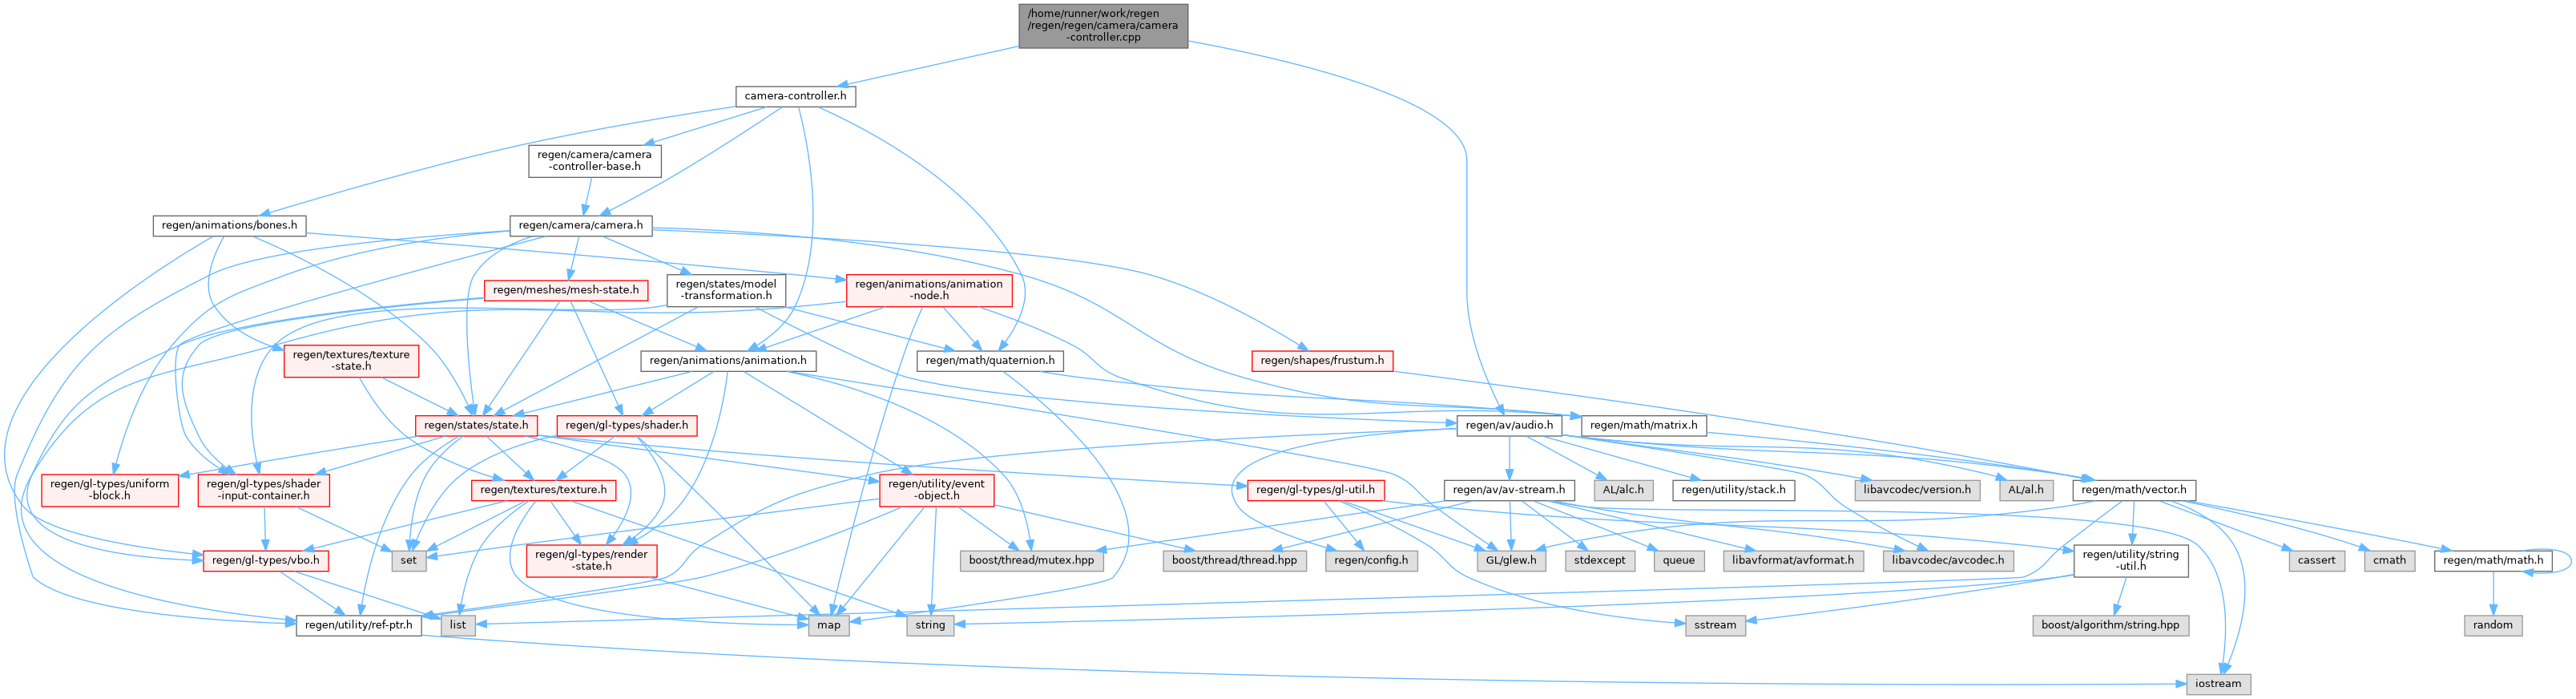 /home/runner/work/regen
/regen/regen/camera/camera
-controller.cpp
camera-controller.h
regen/camera/camera
-controller-base.h
regen/animations/bones.h
regen/camera/camera.h
regen/meshes/mesh-state.h
regen/states/model
-transformation.h
regen/animations/animation
-node.h
regen/textures/texture
-state.h
regen/animations/animation.h
regen/math/quaternion.h
regen/shapes/frustum.h
regen/states/state.h
regen/gl-types/shader.h
regen/av/audio.h
regen/math/matrix.h
regen/gl-types/uniform
-block.h
regen/gl-types/shader
-input-container.h
regen/textures/texture.h
regen/utility/event
-object.h
regen/gl-types/gl-util.h
regen/av/av-stream.h
AL/alc.h
regen/utility/stack.h
libavcodec/version.h
AL/al.h
regen/math/vector.h
regen/gl-types/vbo.h
set
regen/gl-types/render
-state.h
boost/thread/mutex.hpp
boost/thread/thread.hpp
regen/config.h
GL/glew.h
stdexcept
queue
libavformat/avformat.h
libavcodec/avcodec.h
regen/utility/string
-util.h
cassert
cmath
regen/math/math.h
regen/utility/ref-ptr.h
list
map
string
sstream
boost/algorithm/string.hpp
random
iostream